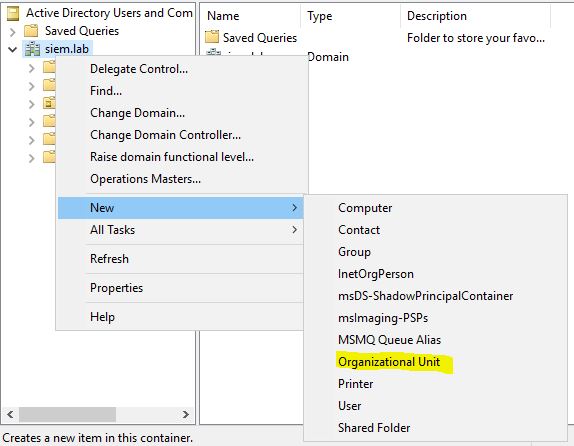 Active Directory Users and Com
Saved Queries
siem.lab
Name Type Description
Saved Queries Folder to store your favo...
Domain
Delegate Control...
Find...
Change Domain...
Change Domain Controller...
Raise domain functional level...
Operations Masters...
New
All Tasks
Refresh
Properties
Help
Computer
Contact
Group
InetOrgPerson
msDS-ShadowPrincipalContainer
msImaging-PSPs
MSMQ Queue Alias
Organizational Unit
Printer
User
Shared Folder
Creates a new item in this container.